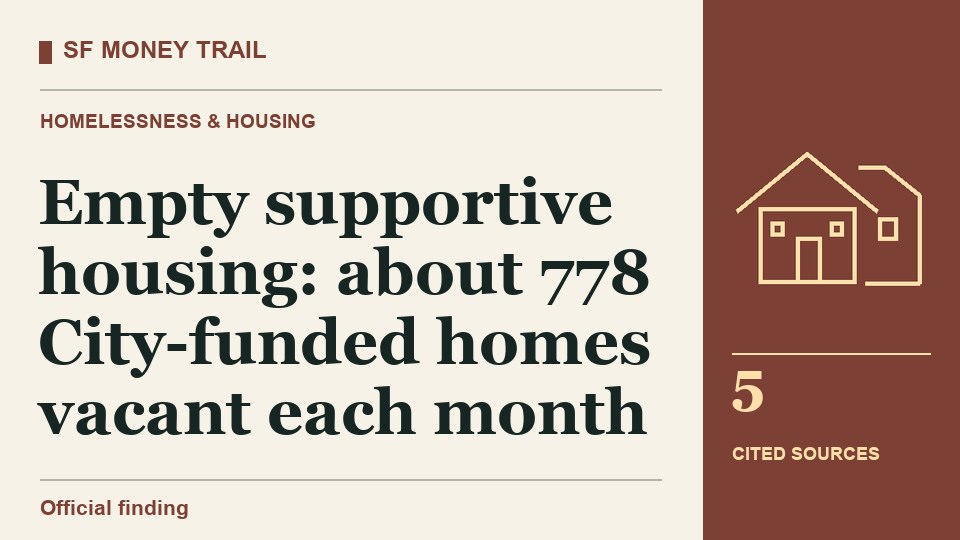 SF MONEY TRAIL
HOMELESSNESS & HOUSING
Empty supportive
housing: about 778
City-funded homes
vacant each month
Official finding
5
CITED SOURCES